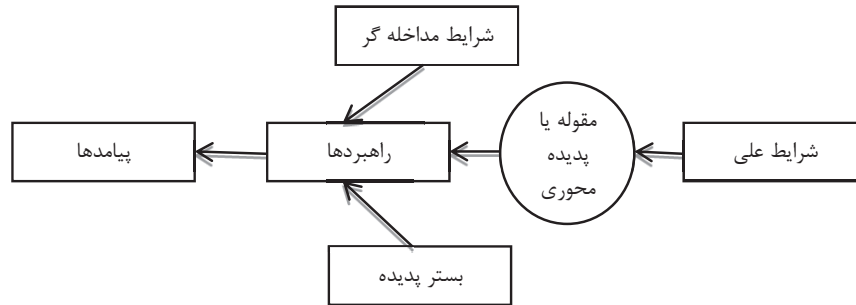 شرایط مداخله گر
شرایط علی
مقوله یا
پدیده
محوری
راهبردها
پیامدها
بستر پدیده